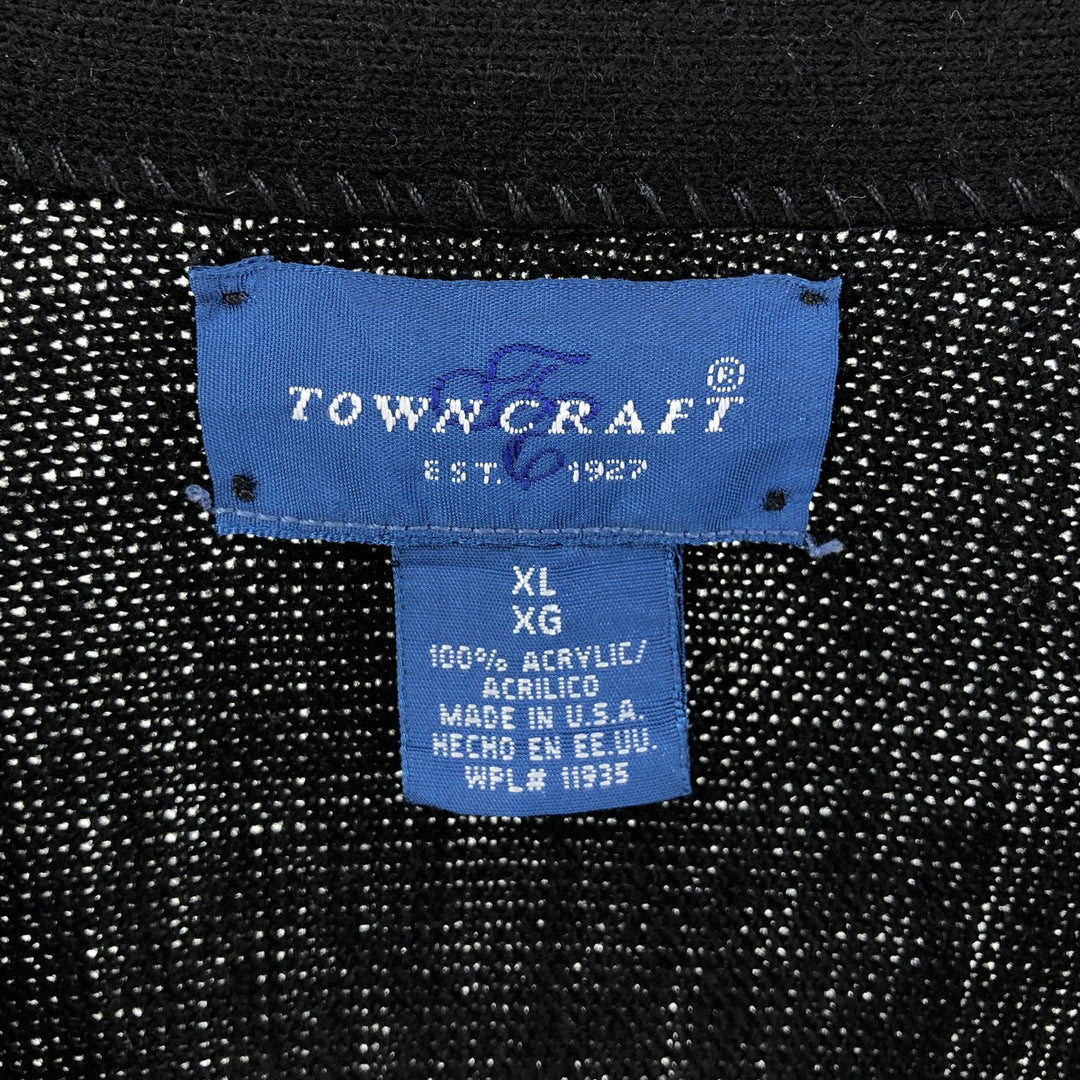 TOWNCRAFT®
EST. 1927
XL
XG
100% ACRYLIC/
ACRILICO
MADE IN U.S.A.
HECHO EN EE.UU.
WPL# 11935